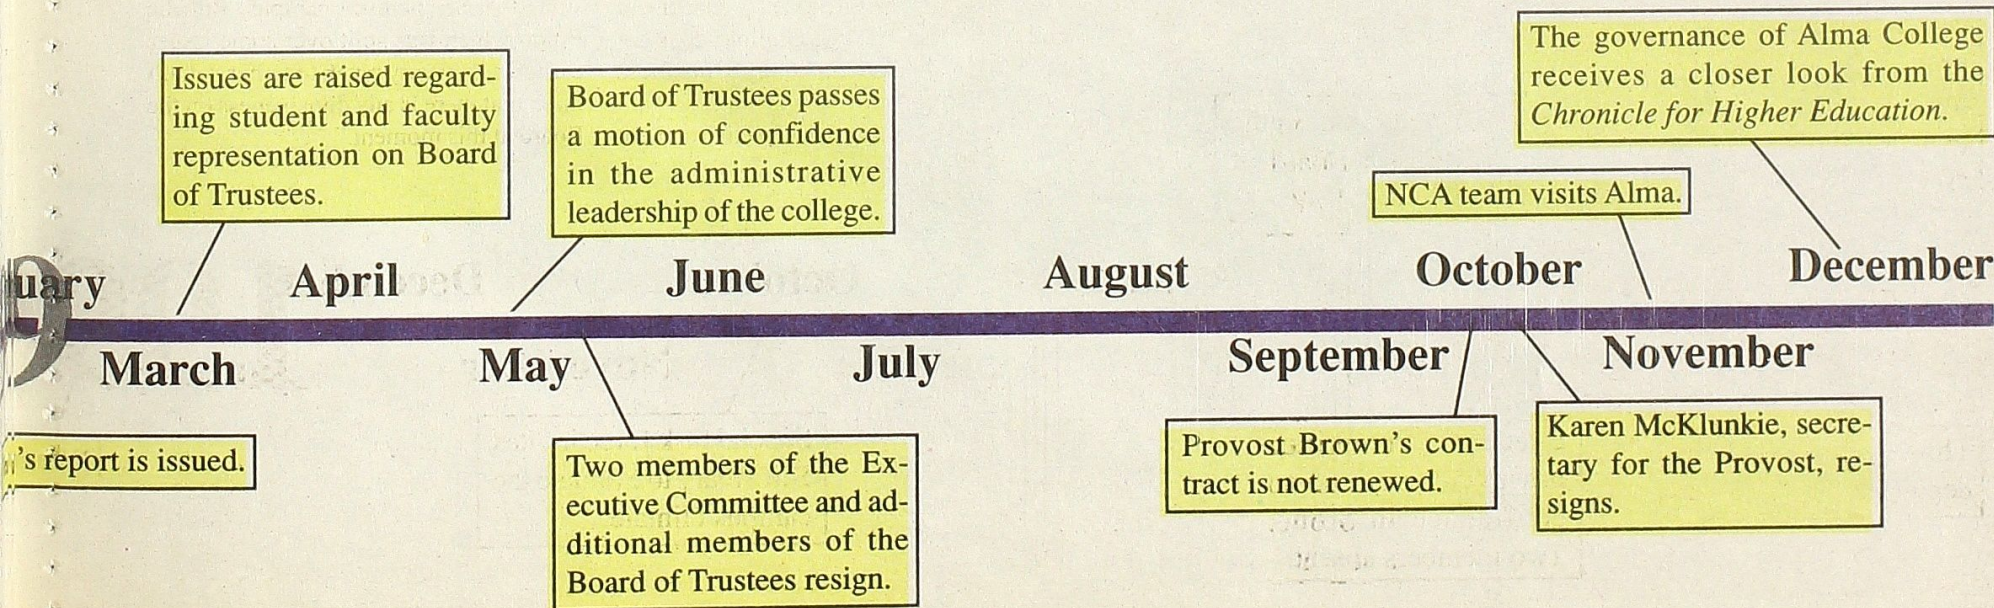 The governance of Alma College
receives a closer look from the
Chronicle for Higher Education.
Issues are raised regard-
ing student and faculty
representation on Board
of Trustees.
Board of Trustees passes
a motion of confidence
in the administrative
leadership of the college.
NCA team visits Alma.
uary
April
June
August
October
December
9
March
May
July
September
November
's report is issued.
Two members of the Ex-
ecutive Committee and ad-
ditional members of the
Board of Trustees resign.
Provost Brown's con-
tract is not renewed.
Karen McKlunkie, secre-
tary for the Provost, re-
signs.